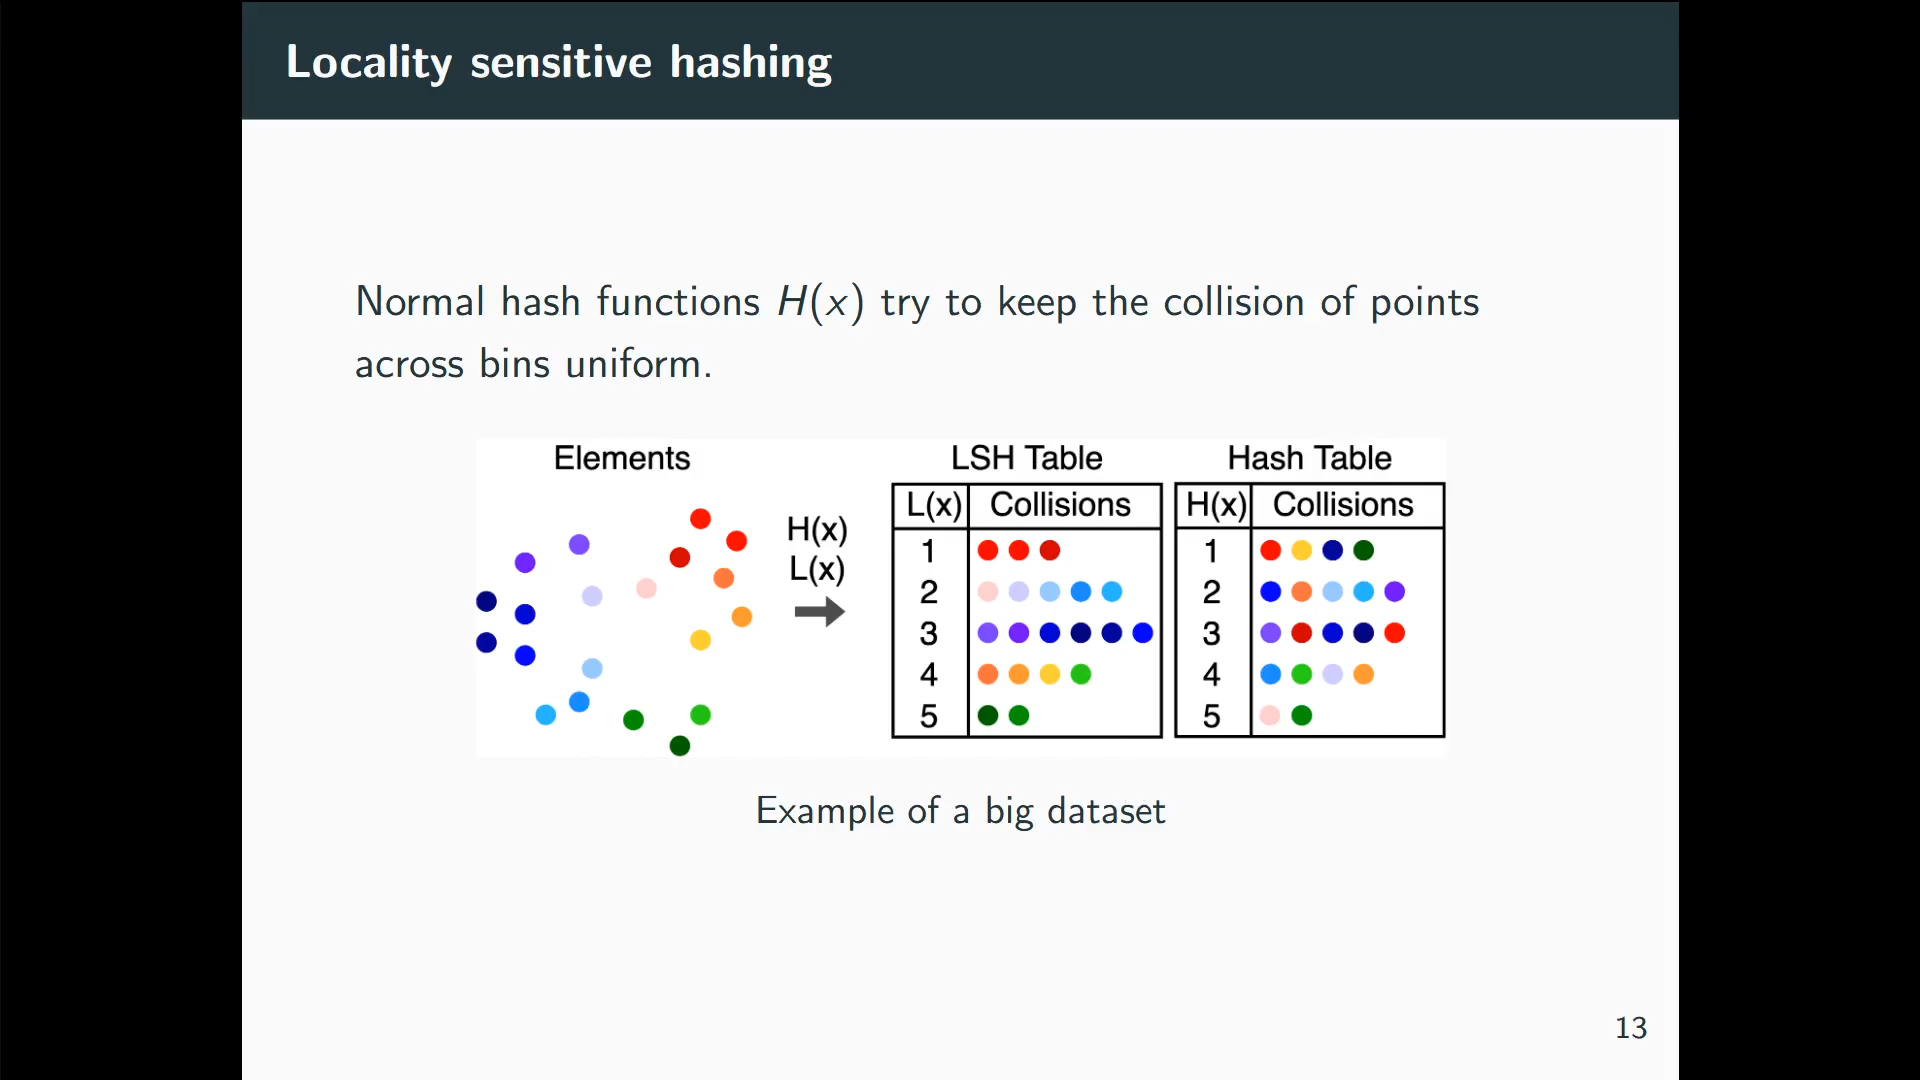 Locality sensitive hashing
Normal hash functions H(x) try to keep the collision of points
across bins uniform.
Elements
H(x)
L(x)
LSH Table
L(x) Collisions
1
2
3
4
5
Hash Table
H(x) Collisions
1
2
3
4
5
Example of a big dataset
13